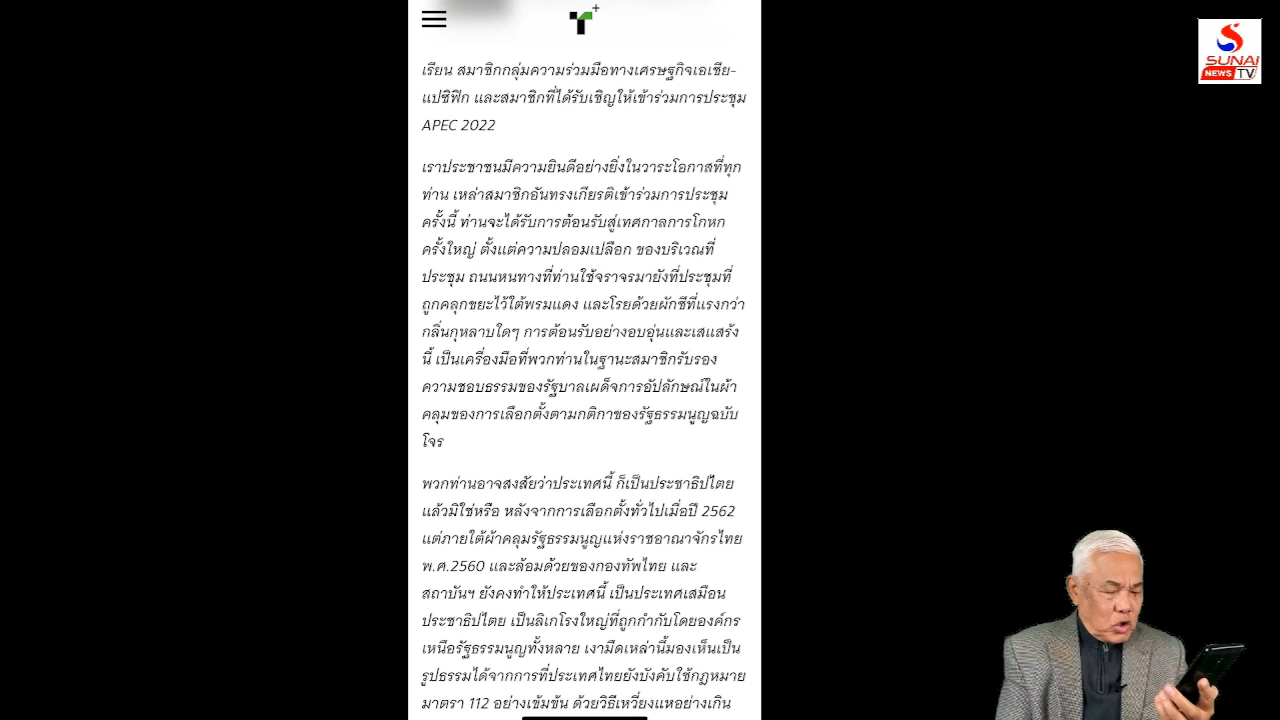 SUNAI
NEWS TV
เรียน สมาชิกกลุ่มความร่วมมือทางเศรษฐกิจเอเชีย-
แปซิฟิก และสมาชิกที่ได้รับเชิญให้เข้าร่วมการประชุม
APEC 2022
เราประชาชนมีความยินดีอย่างยิ่งในวาระโอกาสที่ทุก
ท่าน เหล่าสมาชิกอันทรงเกียรติเข้าร่วมการประชุม
ครั้งนี้ ท่านจะได้รับการต้อนรับสู่เทศกาลการโกหก
ครั้งใหญ่ ตั้งแต่ความปลอมเปลือก ของบริเวณที่
ประชุม ถนนหนทางที่ท่านใช้จราจรมายังที่ประชุมที่
ถูกคลุกขยะไว้ใต้พรมแดง และโรยด้วยผักชีที่แรงกว่า
กลิ่นกุหลาบใดๆ การต้อนรับอย่างอบอุ่นและเสแสร้ง
นี้ เป็นเครื่องมือที่พวกท่านในฐานะสมาชิกรับรอง
ความชอบธรรมของรัฐบาลเผด็จการอัปลักษณ์ในผ้า
คลุมของการเลือกตั้งตามกติกาของรัฐธรรมนูญฉบับ
โจร
พวกท่านอาจสงสัยว่าประเทศนี้ ก็เป็นประชาธิปไตย
แล้วมิใช่หรือ หลังจากการเลือกตั้งทั่วไปเมื่อปี 2562
แต่ภายใต้ผ้าคลุมรัฐธรรมนูญแห่งราชอาณาจักรไทย
พ.ศ.2560 และล้อมด้วยของกองทัพไทย และ
สถาบันฯ ยังคงทำให้ประเทศนี้ เป็นประเทศเสมือน
ประชาธิปไตย เป็นลิเกโรงใหญ่ที่ถูกกำกับโดยองค์กร
เหนือรัฐธรรมนูญทั้งหลาย เงามืดเหล่านี้มองเห็นเป็น
รูปธรรมได้จากการที่ประเทศไทยยังบังคับใช้กฎหมาย
มาตรา 112 อย่างเข้มข้น ด้วยวิธีเหวี่ยงแหอย่างเกิน